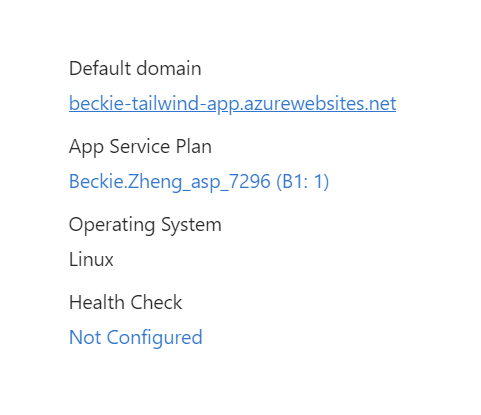 Default domain
beckie-tailwind-app.azurewebsites.net
App Service Plan
Beckie.Zheng_asp_7296 (B1: 1)
Operating System
Linux
Health Check
Not Configured